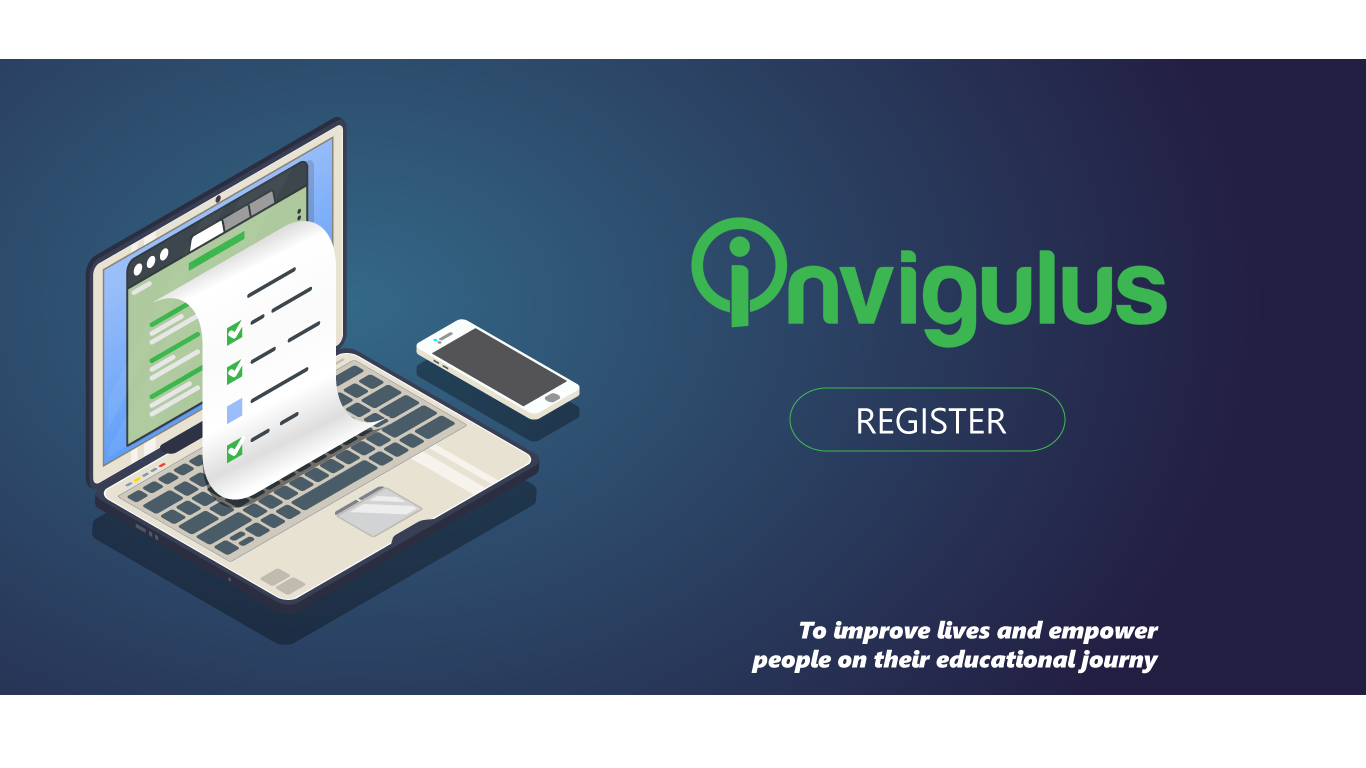 invigulus
REGISTER
To improve lives and empower
people on their educational journy